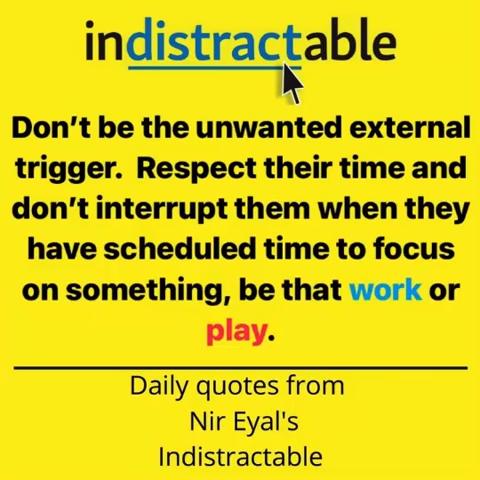 indistractable
Don’t be the unwanted external
trigger.  Respect their time and
don’t interrupt them when they
have scheduled time to focus
on something, be that work or
play.
Daily quotes from
Nir Eyal's
Indistractable